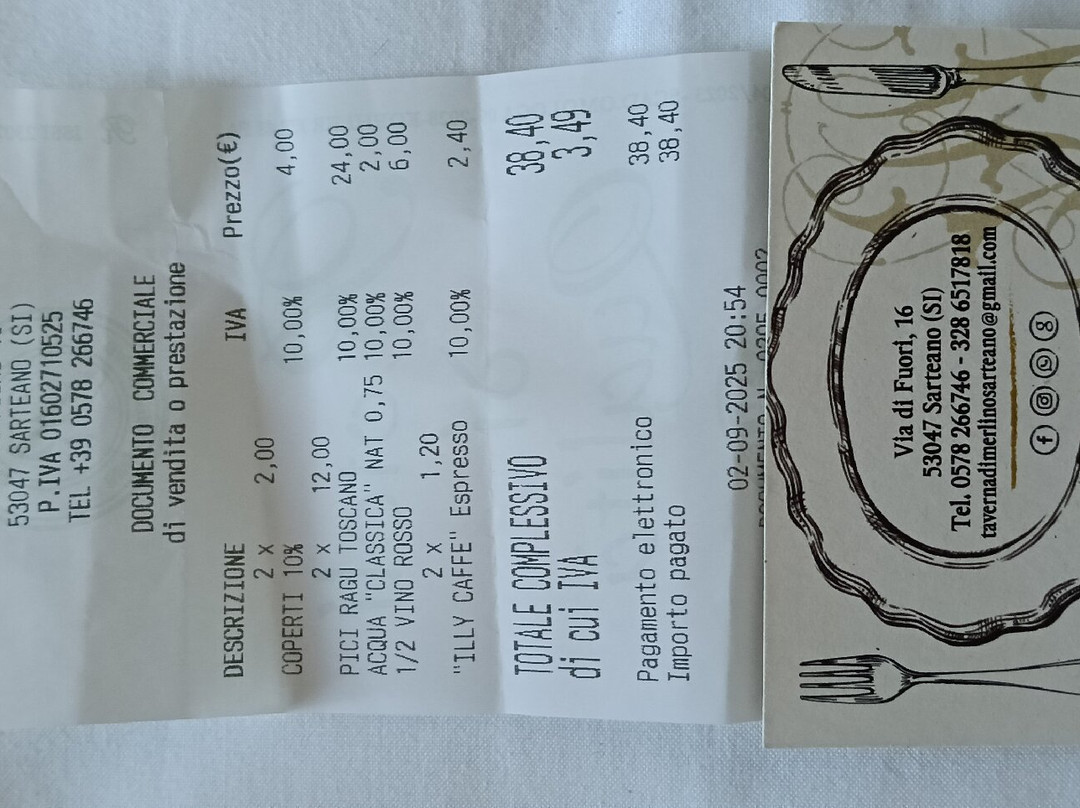 53047 SARTEANO (SI)
P.IVA 01602710525
TEL +39 0578 266746
DOCUMENTO COMMERCIALE
di vendita o prestazione
DESCRIZIONE IVA Prezzo(€)
2 x 2,00
COPERTI 10% 10,00% 4,00
2 x 12,00
PICI RAGU TOSCANO 10,00% 24,00
ACQUA "CLASSICA" NAT 0,75 10,00% 2,00
1/2 VINO ROSSO 10,00% 6,00
2 x 1,20
"ILLY CAFFE" Espresso 10,00% 2,40
TOTALE COMPLESSIVO 38,40
di cui IVA 3,49
Pagamento elettronico 38,40
Importo pagato 38,40
02-09-2025 20:54
Via di Fuori, 16
53047 Sarteano (SI)
Tel. 0578 266746 - 328 6517818
tavernadimerlinosarteano@gmail.com